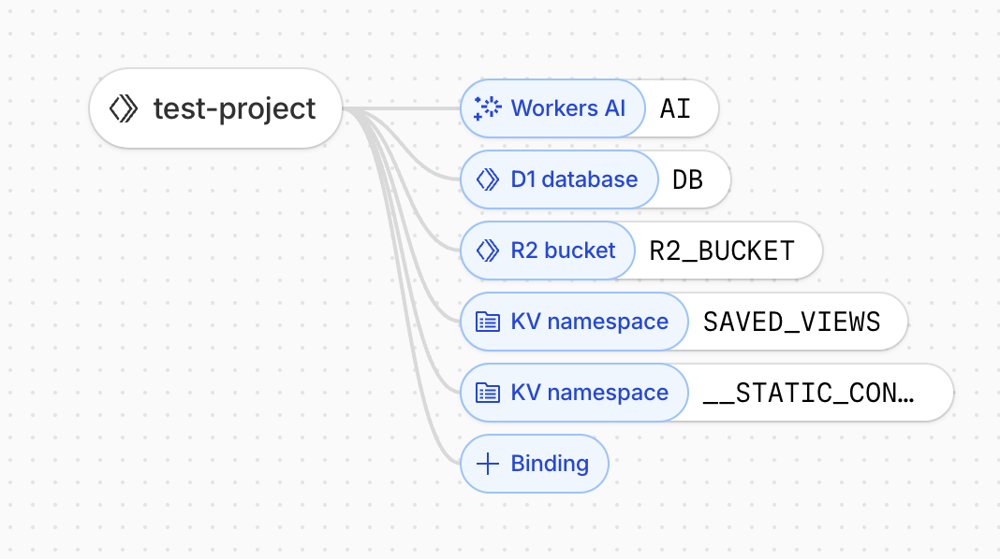 test-project
Workers AI AI
D1 database DB
R2 bucket R2_BUCKET
KV namespace SAVED_VIEWS
KV namespace __STATIC_CON…
Binding